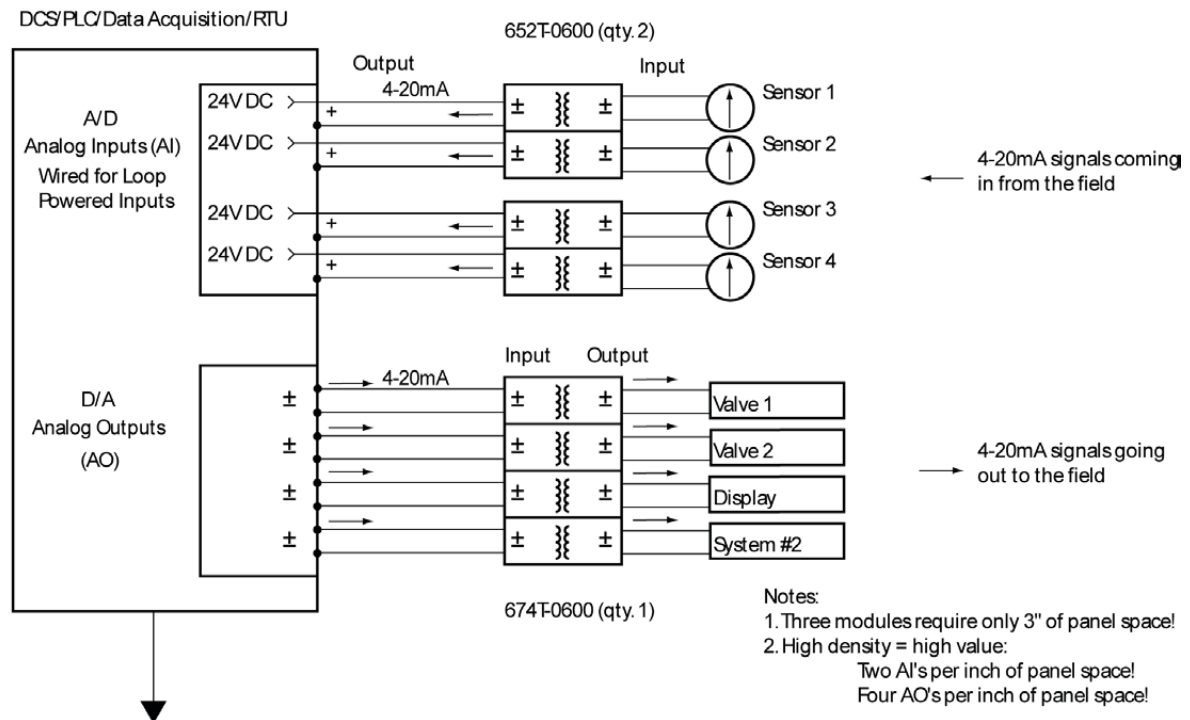 DCS/PLC/Data Acquisition/RTU
652T-0600 (qty. 2)
Output
Input
4-20mA
A/D
Analog Inputs (AI)
Wired for Loop
Powered Inputs
24V DC
+
± ±
Sensor 1
24V DC
+
± ±
Sensor 2
24V DC
+
± ±
Sensor 3
24V DC
+
± ±
Sensor 4
4-20mA signals coming
in from the field
Input Output
4-20mA
D/A
Analog Outputs
(AO)
± ± ±
Valve 1
± ± ±
Valve 2
± ± ±
Display
± ± ±
System #2
4-20mA signals going
out to the field
674T-0600 (qty. 1)
Notes:
1. Three modules require only 3" of panel space!
2. High density = high value:
Two AI's per inch of panel space!
Four AO's per inch of panel space!